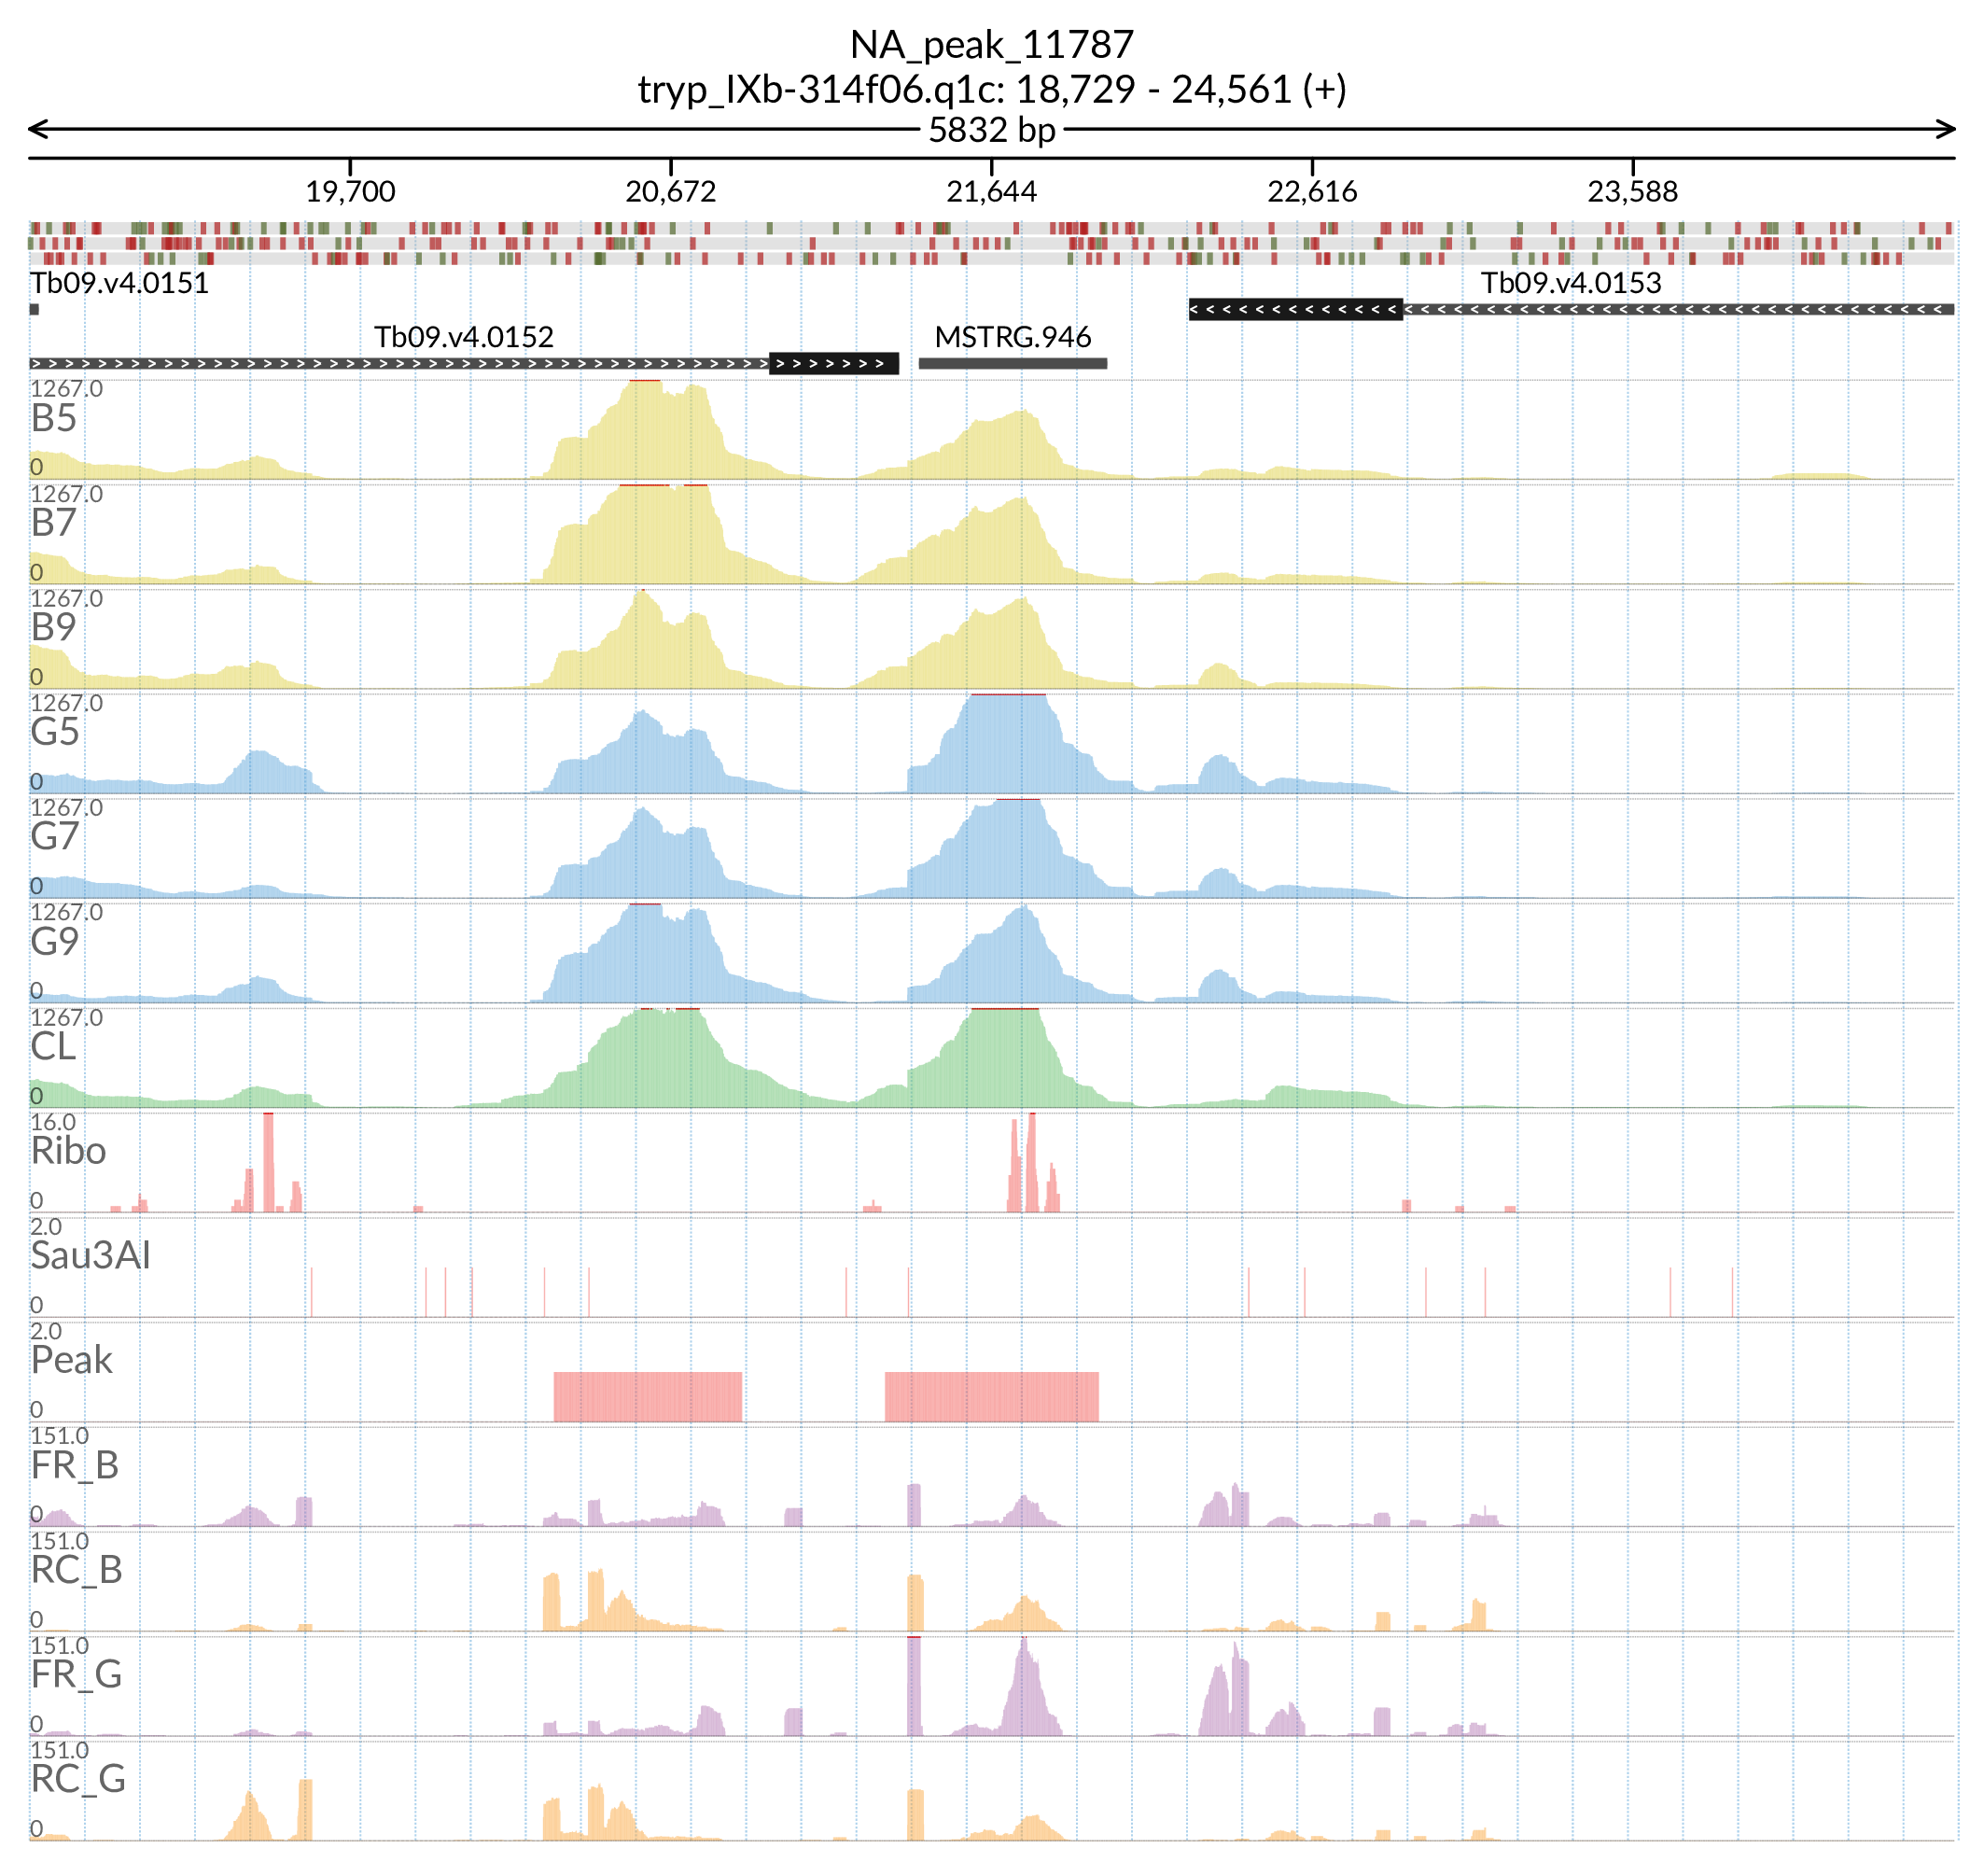 NA_peak_11787
tryp_IXb-314f06.q1c: 18,729 - 24,561 (+)
5832 bp
19,700 20,672 21,644 22,616 23,588
Tb09.v4.0151 Tb09.v4.0153
Tb09.v4.0152 MSTRG.946
1267.0
B5
0
1267.0
B7
0
1267.0
B9
0
1267.0
G5
0
1267.0
G7
0
1267.0
G9
0
1267.0
CL
0
16.0
Ribo
0
2.0
Sau3AI
0
2.0
Peak
0
151.0
FR_B
0
151.0
RC_B
0
151.0
FR_G
0
151.0
RC_G
0